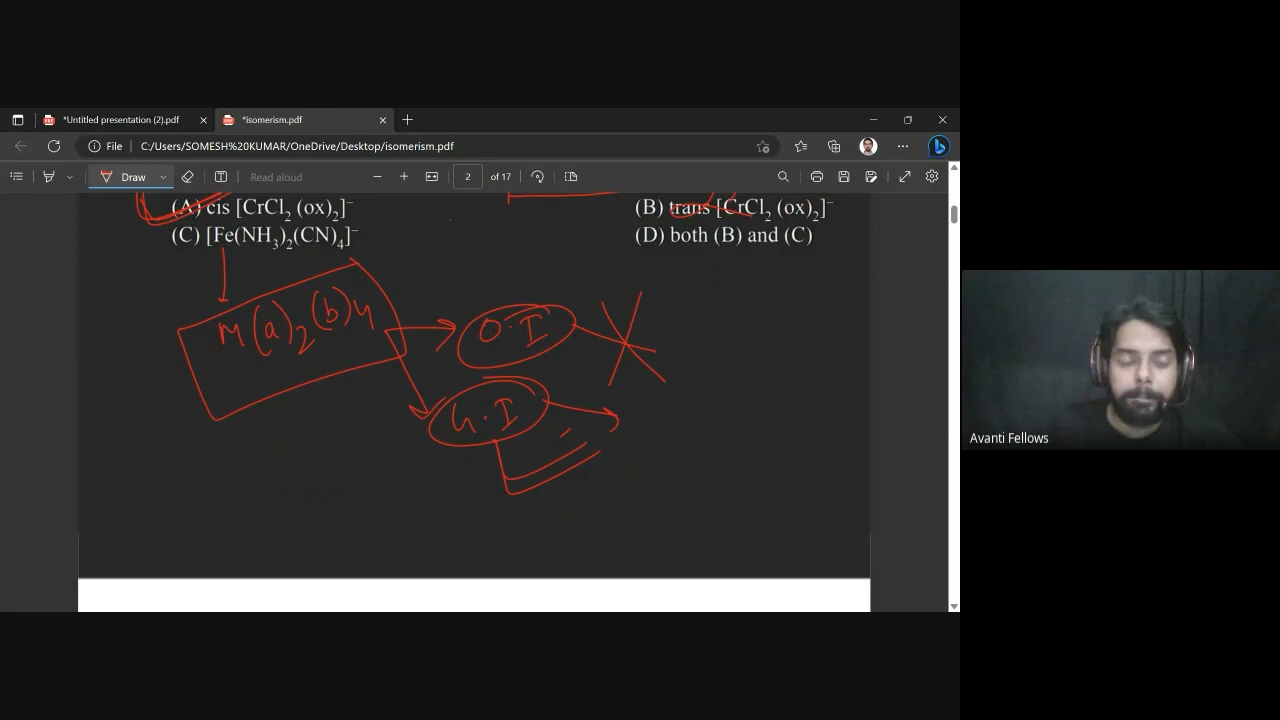 *Untitled presentation (2).pdf
*isomerism.pdf
File C:/Users/SOMESH%20KUMAR/OneDrive/Desktop/isomerism.pdf
Draw Read aloud 2 of 17
(A) cis [CrCl₂ (ox)₂]⁻ (B) trans [CrCl₂ (ox)₂]⁻
(C) [Fe(NH₃)₂(CN)₄]⁻ (D) both (B) and (C)
M(a)₂(b)4
O.I
G.I
Avanti Fellows